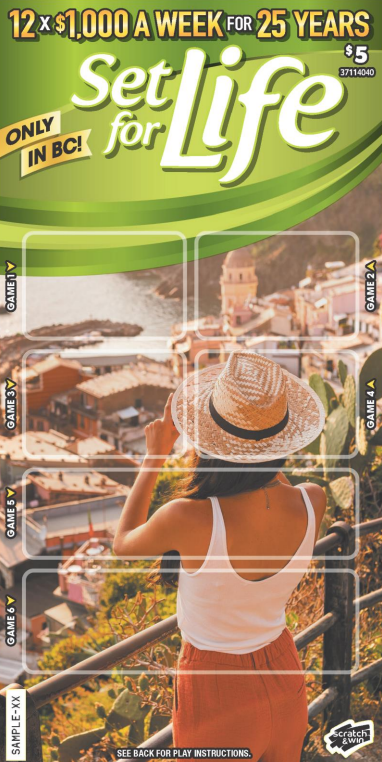 12 X $1,000 A WEEK FOR 25 YEARS
$5
37114040
Set
for
Life
ONLY
IN BC!
GAME 1
GAME 2
GAME 3
GAME 4
GAME 5
GAME 6
SAMPLE-XX
SEE BACK FOR PLAY INSTRUCTIONS.
scratch
&win